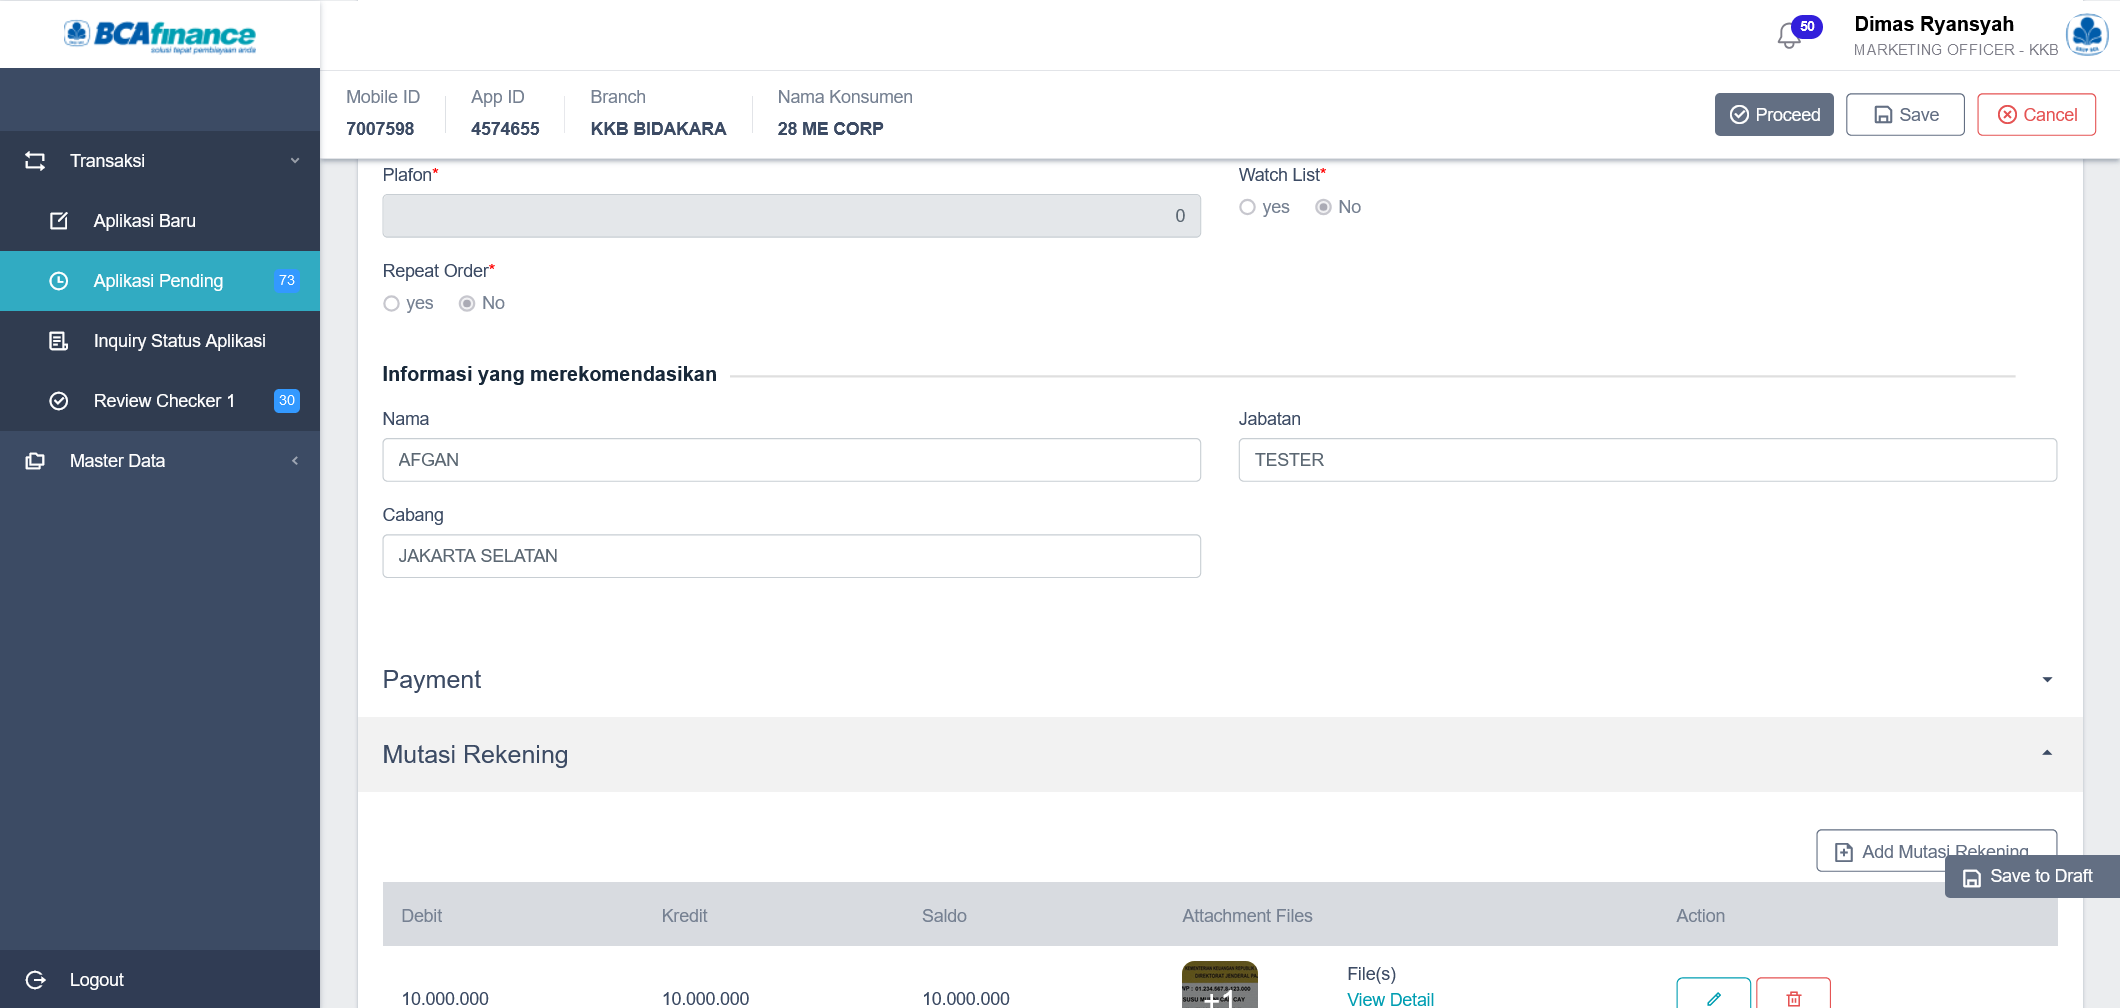 BCAfinance
solusi tepat pembiayaan anda
50
Dimas Ryansyah
MARKETING OFFICER - KKB
Mobile ID
7007598
App ID
4574655
Branch
KKB BIDAKARA
Nama Konsumen
28 ME CORP
Proceed
Save
Cancel
Transaksi
Aplikasi Baru
Aplikasi Pending
73
Inquiry Status Aplikasi
Review Checker 1
30
Master Data
Logout
Plafon*
0
Watch List*
yes
No
Repeat Order*
yes
No
Informasi yang merekomendasikan
Nama
AFGAN
Jabatan
TESTER
Cabang
JAKARTA SELATAN
Payment
Mutasi Rekening
Add Mutasi Rekening
Save to Draft
Debit
Kredit
Saldo
Attachment Files
Action
10.000.000
10.000.000
10.000.000
+1
File(s)
View Detail